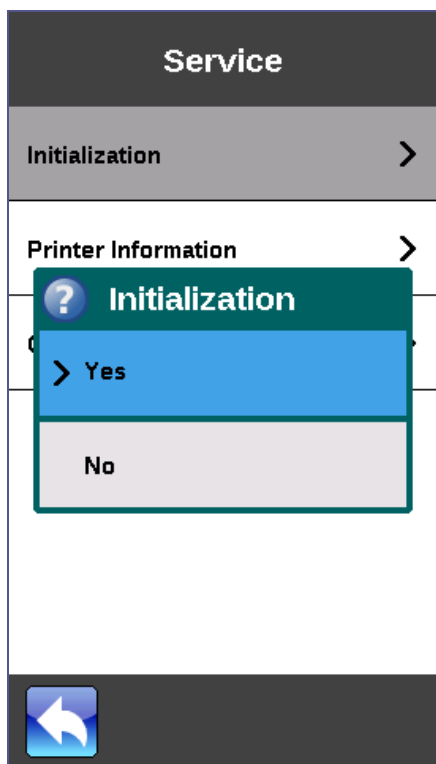 Service
Initialization
Printer Information
Initialization
Yes
No